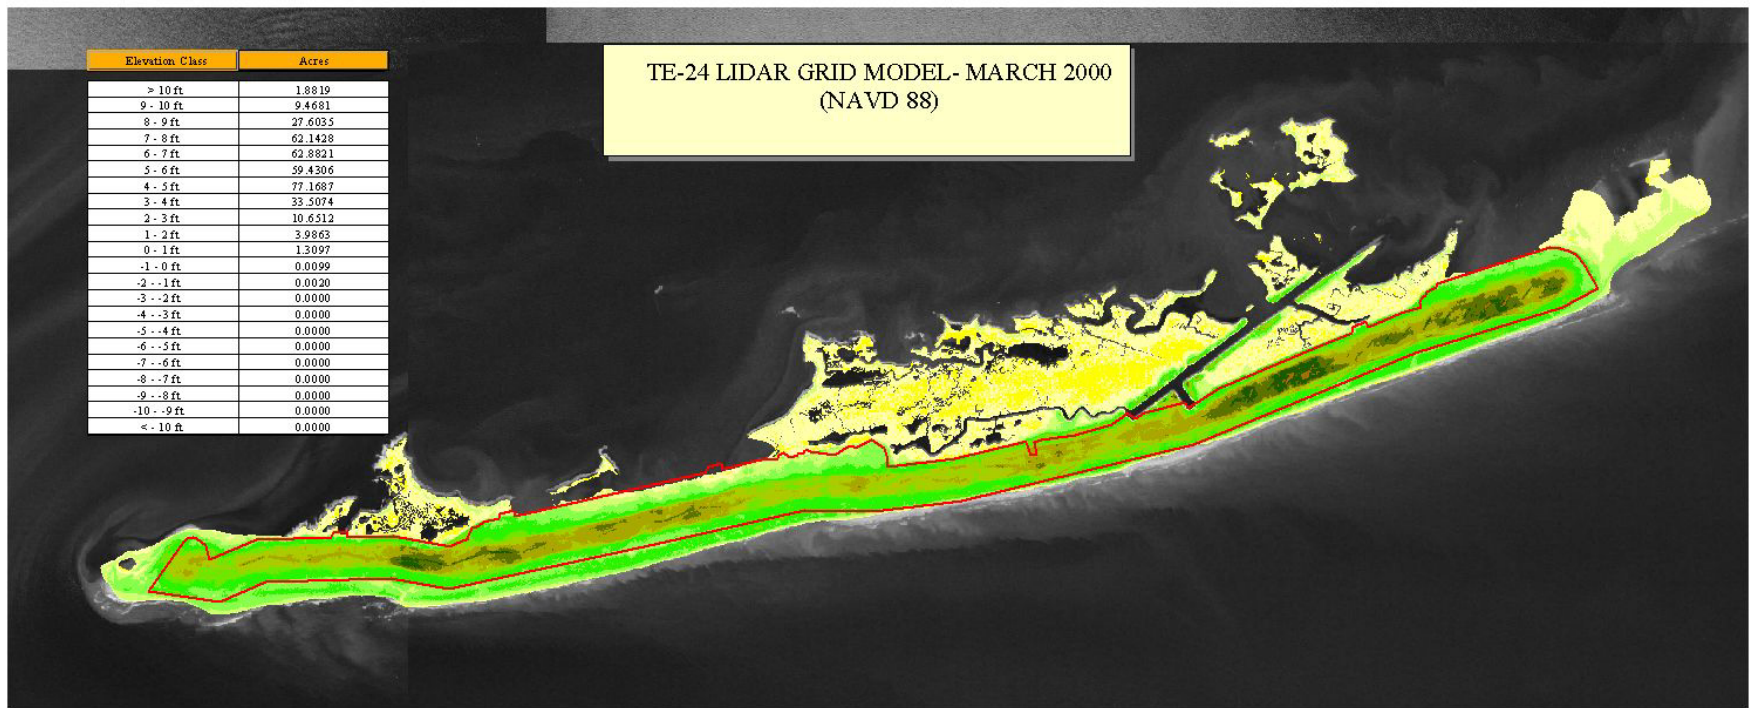 TE-24 LIDAR GRID MODEL- MARCH 2000
(NAVD 88)
Elevation Class Acres
> 10 ft 1.8819
9 - 10 ft 9.4681
8 - 9 ft 27.6035
7 - 8 ft 62.1428
6 - 7 ft 62.8821
5 - 6 ft 59.4306
4 - 5 ft 77.1687
3 - 4 ft 33.5074
2 - 3 ft 10.6512
1 - 2 ft 3.9863
0 - 1 ft 1.3097
-1 - 0 ft 0.0099
-2 - -1 ft 0.0020
-3 - -2 ft 0.0000
-4 - -3 ft 0.0000
-5 - -4 ft 0.0000
-6 - -5 ft 0.0000
-7 - -6 ft 0.0000
-8 - -7 ft 0.0000
-9 - -8 ft 0.0000
-10 - -9 ft 0.0000
< - 10 ft 0.0000